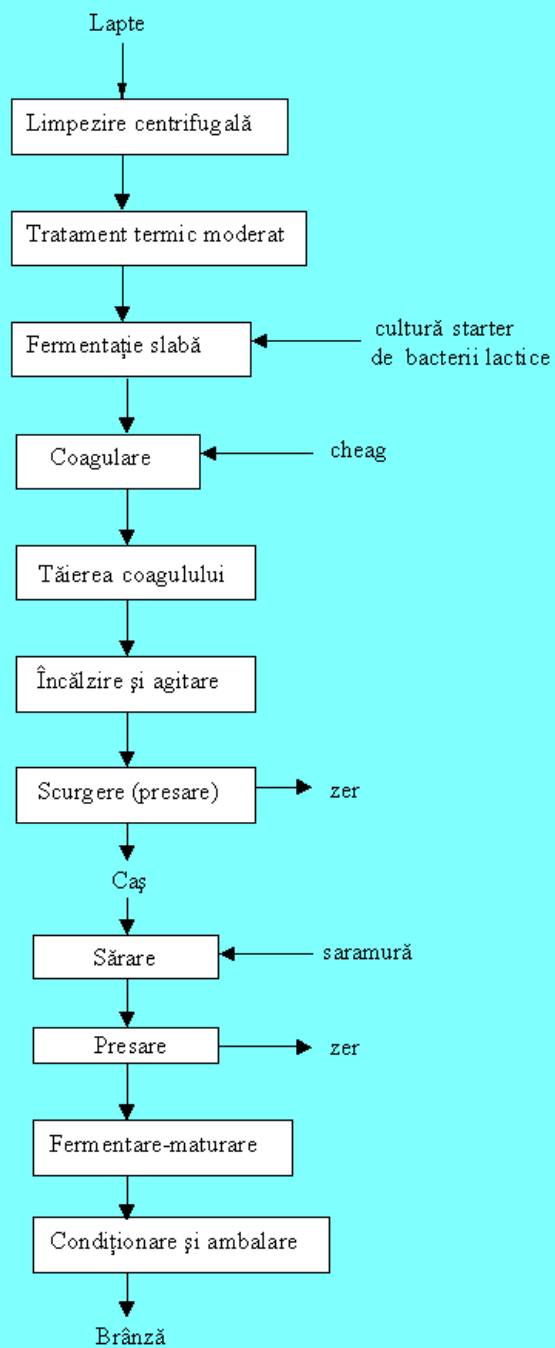 Lapte
Limpezire centrifugală
Tratament termic moderat
Fermentaţie slabă
cultură starter
de bacterii lactice
Coagulare
cheag
Tăierea coagulului
Încălzire şi agitare
Scurgere (presare)
zer
Caş
Sărare
saramură
Presare
zer
Fermentare-maturare
Condiţionare şi ambalare
Brânză